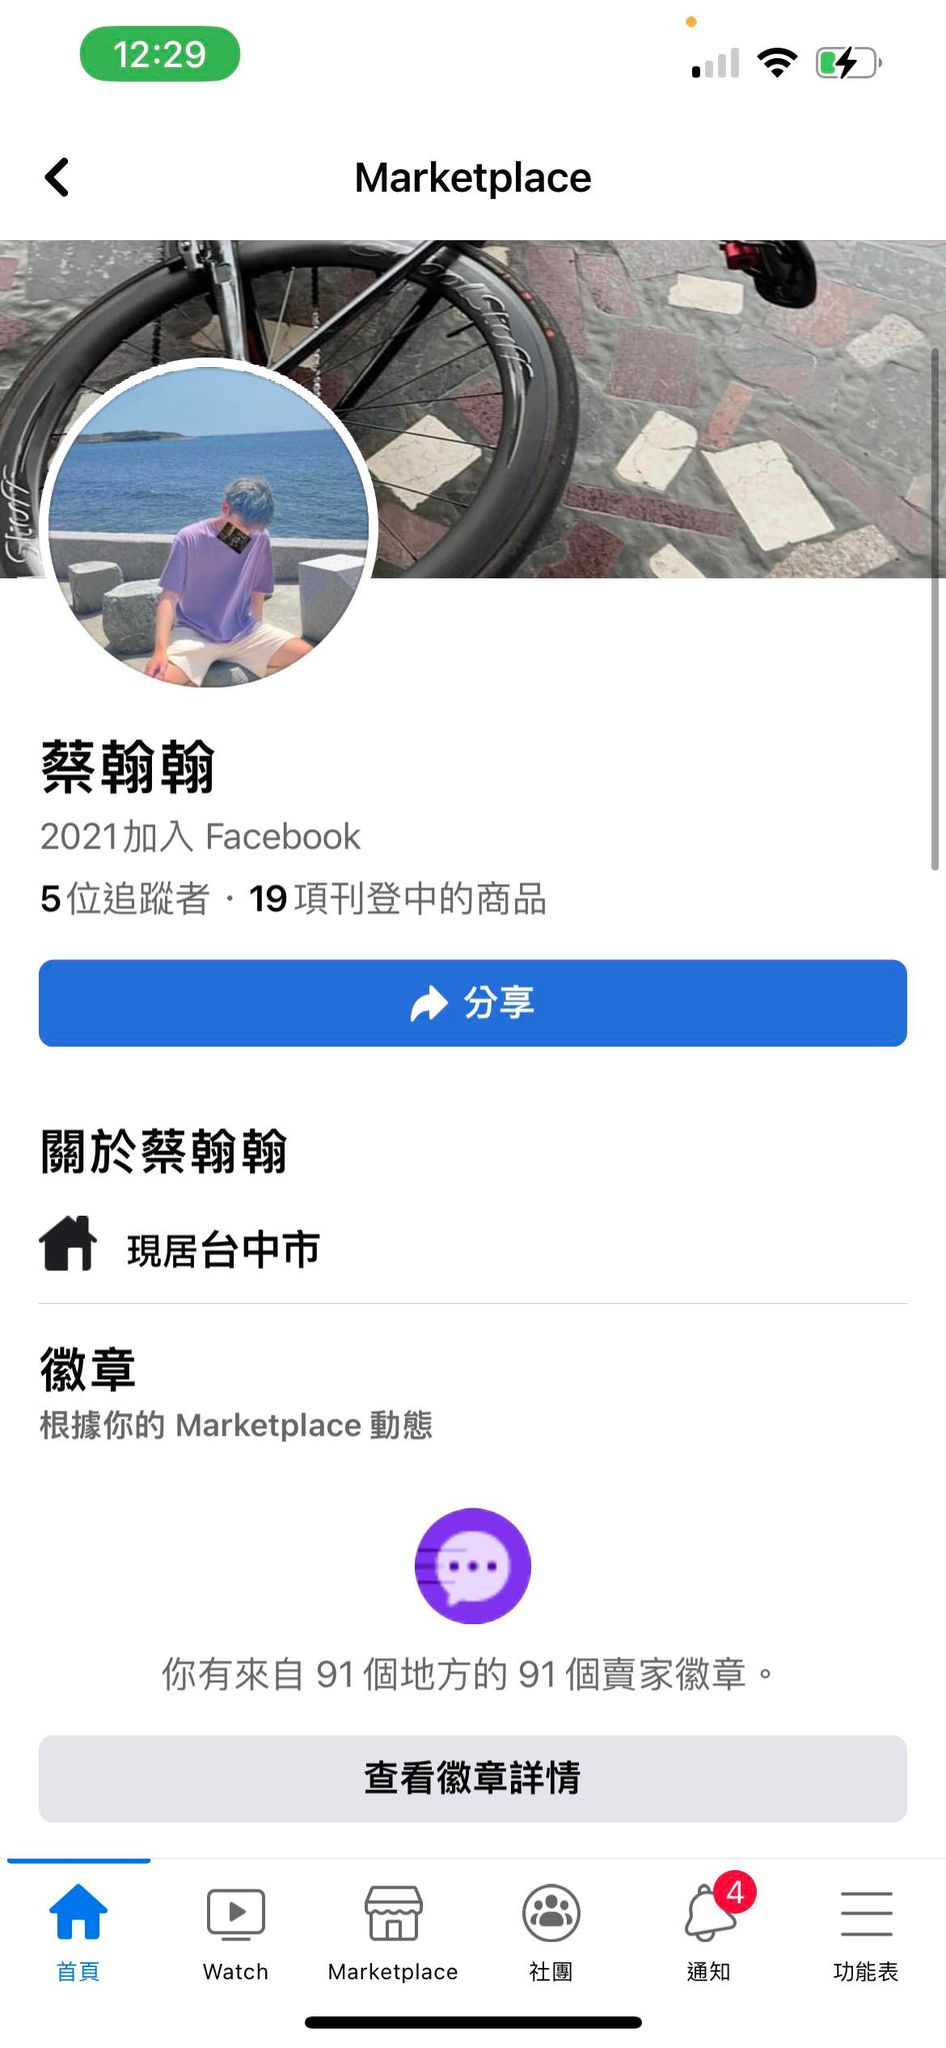 12:29
Marketplace
蔡翰翰
2021加入 Facebook
5位追蹤者 · 19項刊登中的商品
分享
關於蔡翰翰
現居台中市
徽章
根據你的 Marketplace 動態
你有來自 91 個地方的 91 個賣家徽章。
查看徽章詳情
4
首頁
Watch
Marketplace
社團
通知
功能表